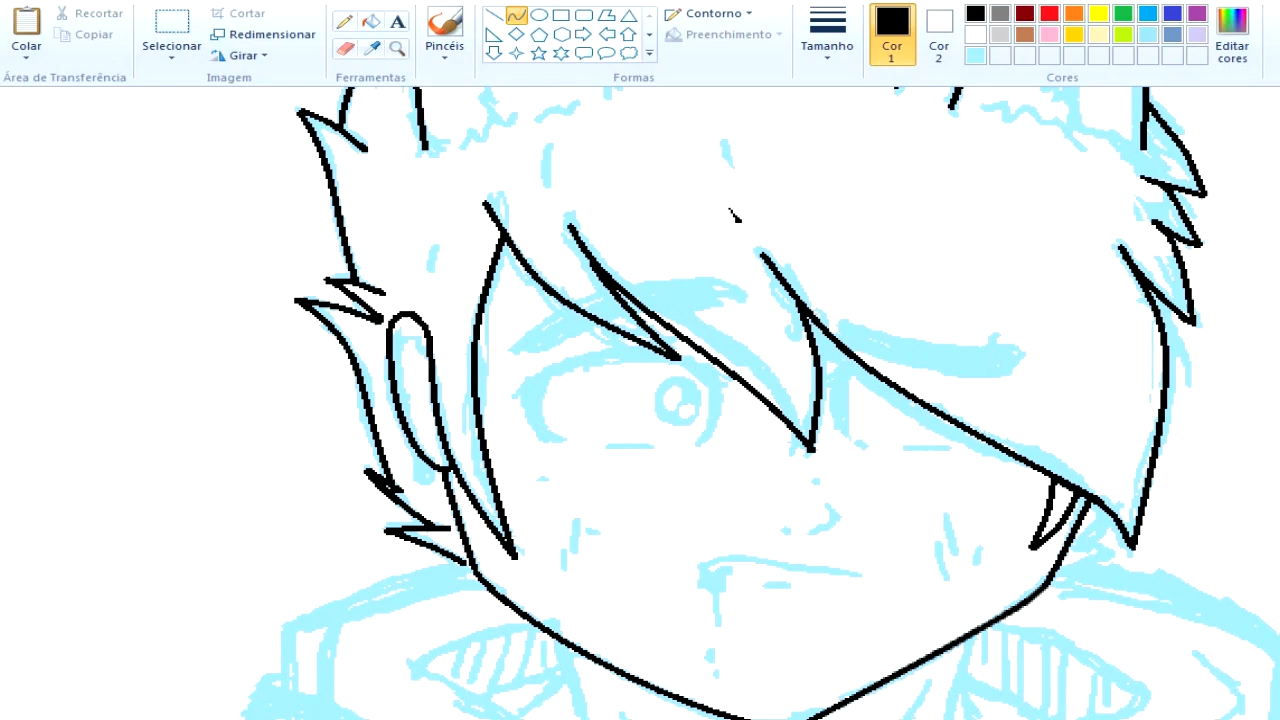 Colar
Recortar
Copiar
Área de Transferência
Selecionar
Cortar
Redimensionar
Girar
Imagem
A
Ferramentas
Pincéis
Formas
Contorno
Preenchimento
Tamanho
Cor 1
Cor 2
Editar cores
Cores